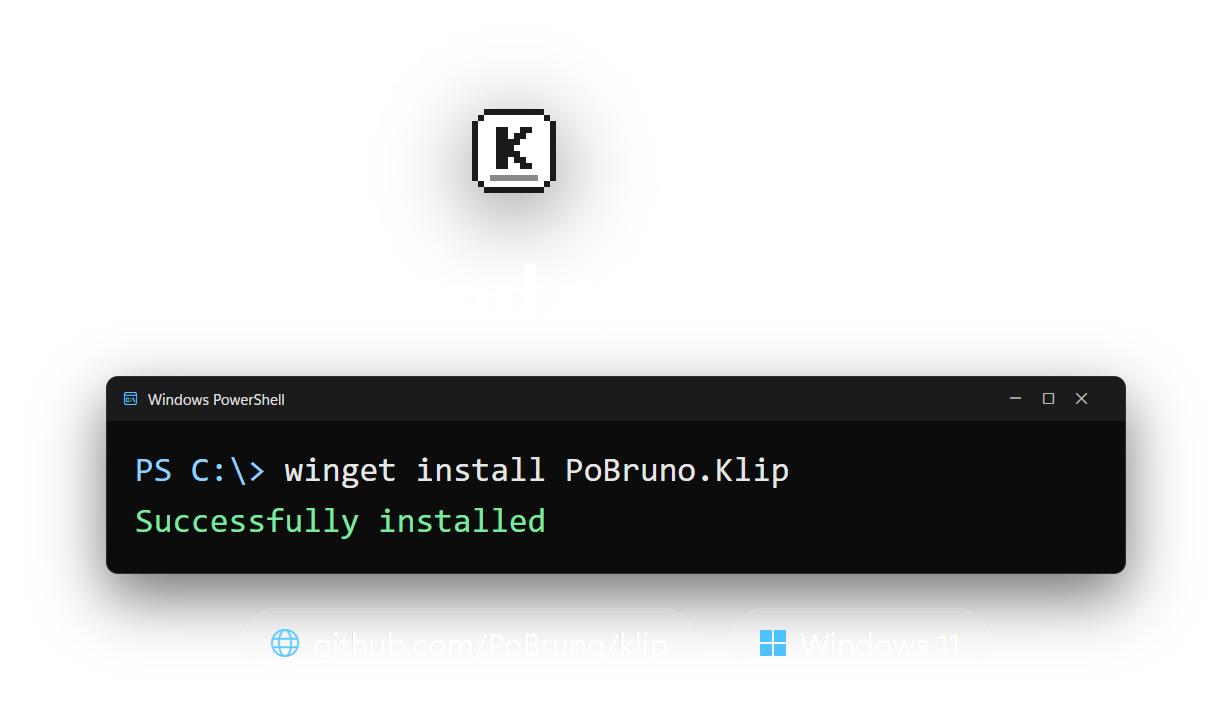 K
Windows PowerShell
PS C:\> winget install PoBruno.Klip
Successfully installed
github.com/PoBruno/klip
Windows 11